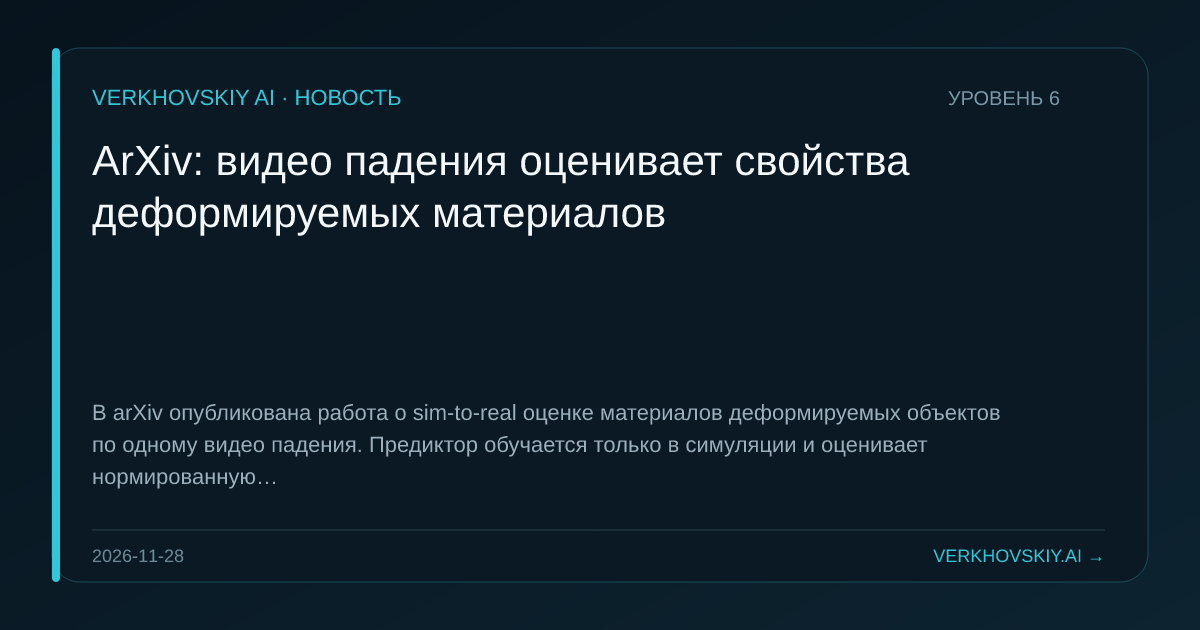 VERKHOVSKIY AI · НОВОСТЬ
УРОВЕНЬ 6
ArXiv: видео падения оценивает свойства
деформируемых материалов
В arXiv опубликована работа о sim-to-real оценке материалов деформируемых объектов
по одному видео падения. Предиктор обучается только в симуляции и оценивает
нормированную…
2026-11-28
VERKHOVSKIY.AI →